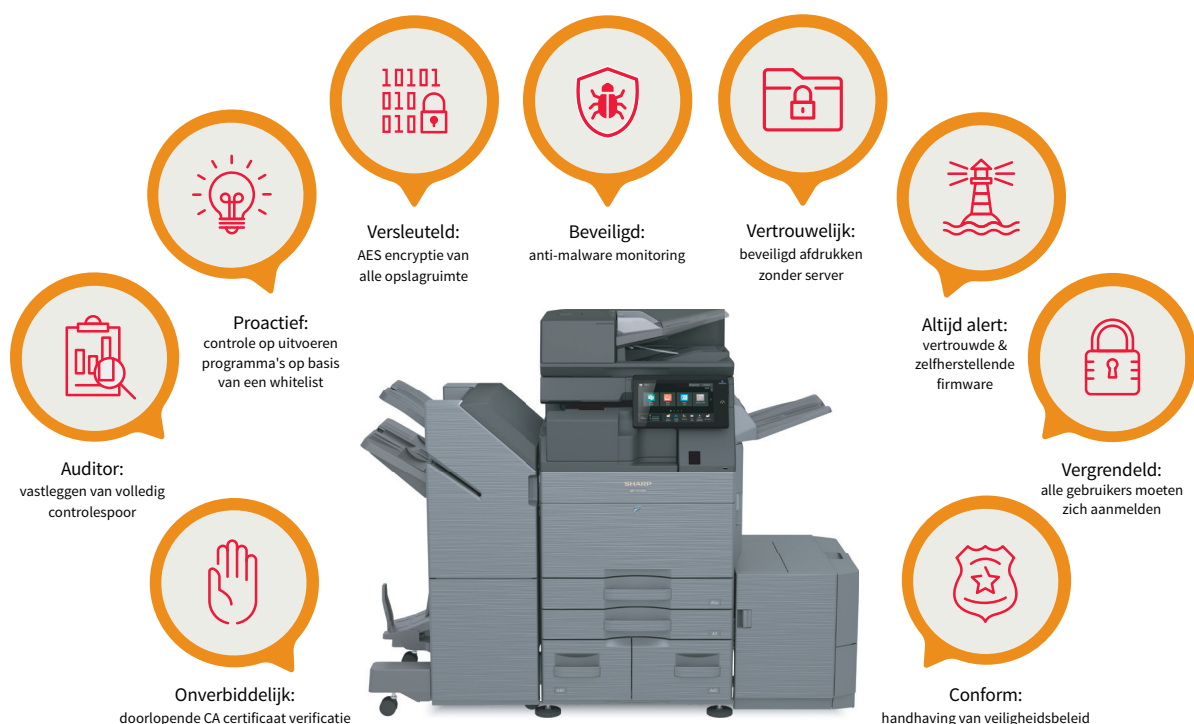 10101
010
010
Versleuteld:
AES encryptie van
alle opslagruimte
Beveiligd:
anti-malware monitoring
Vertrouwelijk:
beveiligd afdrukken
zonder server
Proactief:
controle op uitvoeren
programma's op basis
van een whitelist
Altijd alert:
vertrouwde &
zelfherstellende
firmware
Auditor:
vastleggen van volledig
controlespoor
Vergrendeld:
alle gebruikers moeten
zich aanmelden
SHARP
Onverbiddelijk:
doorlopende CA certificaat verificatie
Conform:
handhaving van veiligheidsbeleid